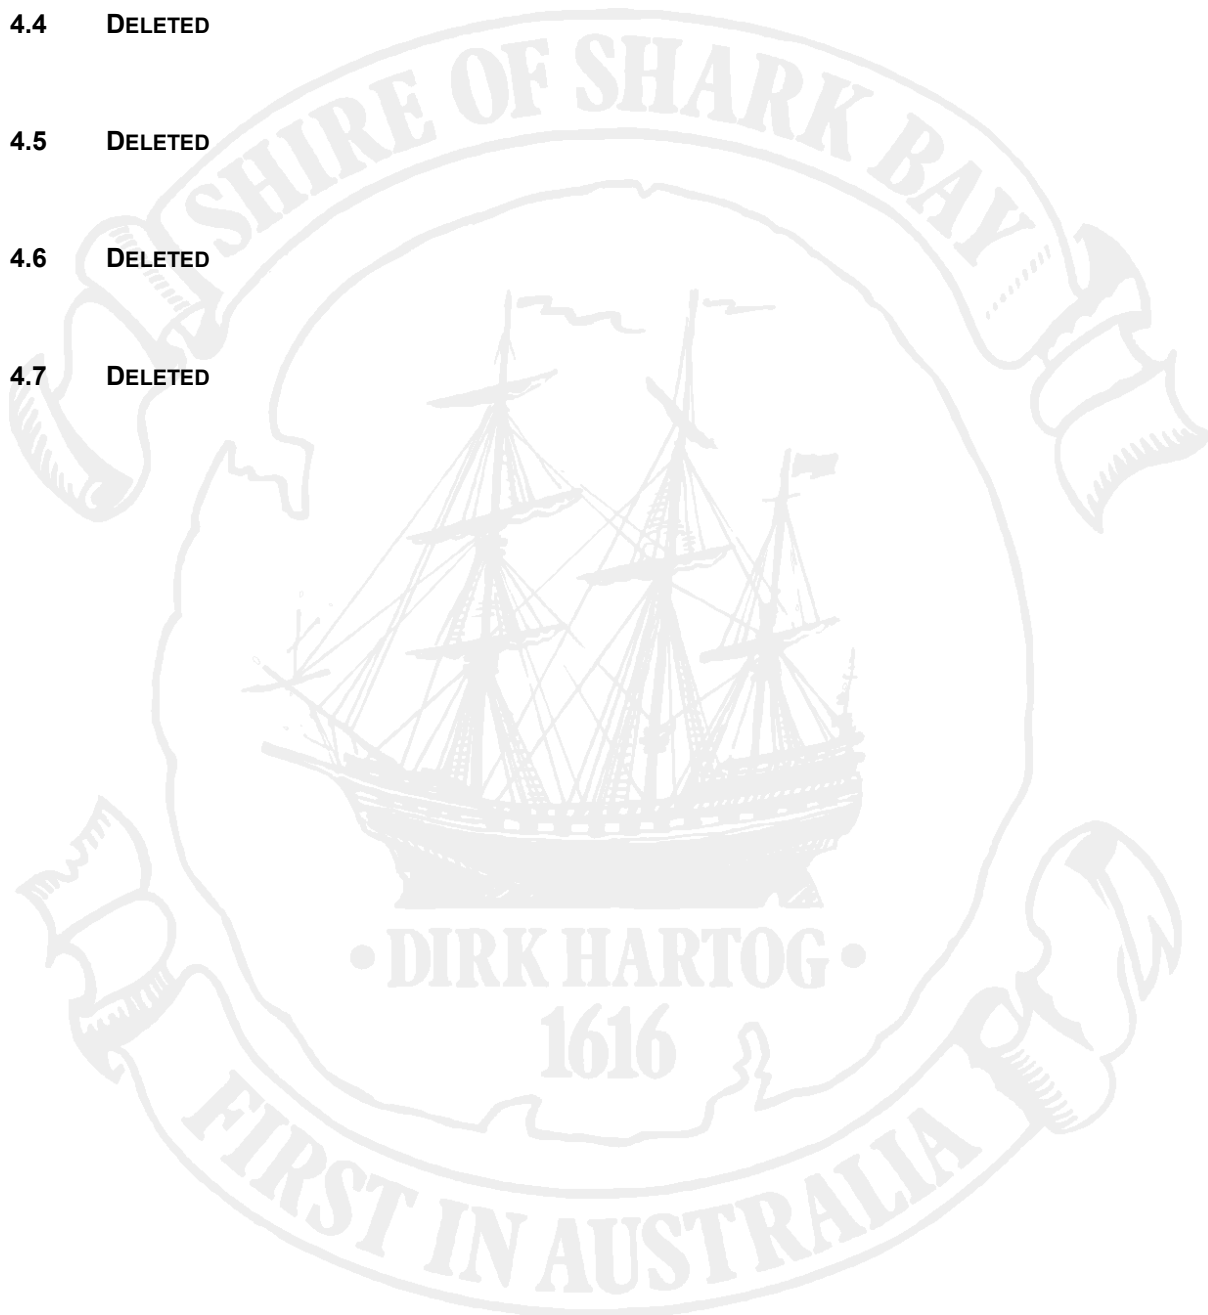 4.4 DELETED
SHIRE OF SHARK BAY
4.5 DELETED
4.6 DELETED
4.7 DELETED
• DIRK HARTOG •
1616
FIRST IN AUSTRALIA